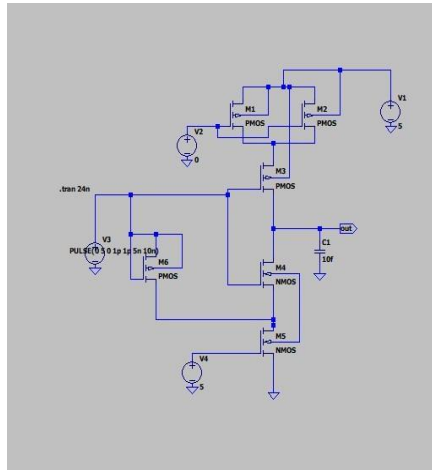 M1
PMOS
M2
PMOS
V1
5
V2
0
M3
PMOS
.tran 24n
V3
PULSE(0 5 0 1p 1p 5n 10n)
M6
PMOS
out
C1
10f
M4
NMOS
M5
NMOS
V4
5